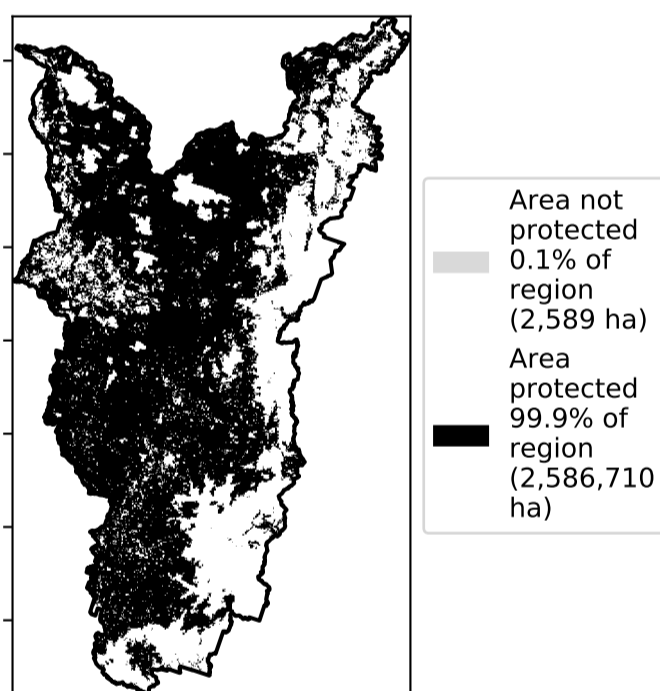 Area not
protected
0.1% of
region
(2,589 ha)
Area
protected
99.9% of
region
(2,586,710
ha)